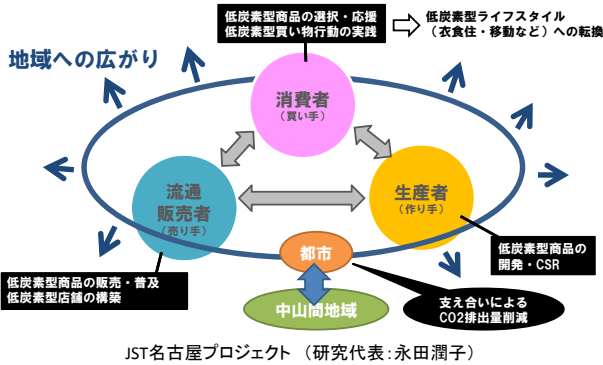 低炭素型商品の選択・応援
低炭素型買い物行動の実践
低炭素型ライフスタイル
（衣食住・移動など）への転換
地域への広がり
消費者
（買い手）
流通
販売者
（売り手）
生産者
（作り手）
低炭素型商品の
開発・CSR
都市
低炭素型商品の販売・普及
低炭素型店舗の構築
中山間地域
支え合いによる
CO2排出量削減
JST名古屋プロジェクト （研究代表：永田潤子）